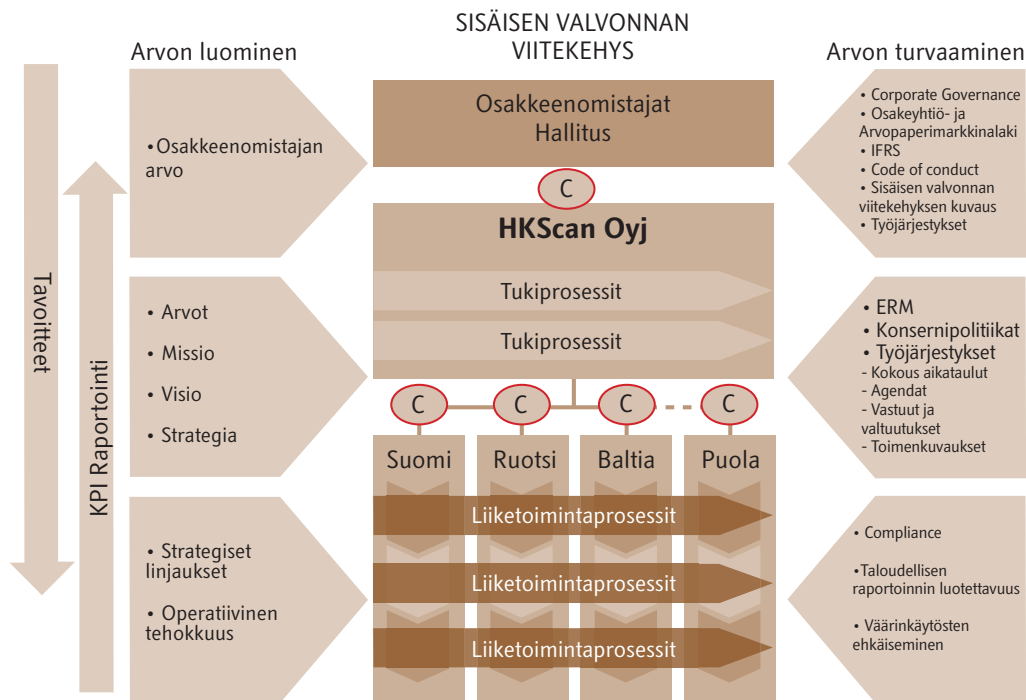 SISÄISEN VALVONNAN
VIITEKEHYS
Arvon luominen
Arvon turvaaminen
Tavoitteet
KPI Raportointi
•Osakkeenomistajan
arvo
• Arvot
• Missio
• Visio
• Strategia
• Strategiset
linjaukset
• Operatiivinen
tehokkuus
Osakkeenomistajat
Hallitus
C
HKScan Oyj
Tukiprosessit
Tukiprosessit
C C C C
Suomi Ruotsi Baltia Puola
Liiketoimintaprosessit
Liiketoimintaprosessit
Liiketoimintaprosessit
• Corporate Governance
• Osakeyhtiö- ja
Arvopaperimarkkinalaki
• IFRS
• Code of conduct
• Sisäisen valvonnan
viitekehyksen kuvaus
• Työjärjestykset
• ERM
• Konsernipolitiikat
• Työjärjestykset
- Kokous aikataulut
- Agendat
- Vastuut ja
valtuutukset
- Toimenkuvaukset
• Compliance
•Taloudellisen
raportoinnin luotettavuus
• Väärinkäytösten
ehkäiseminen